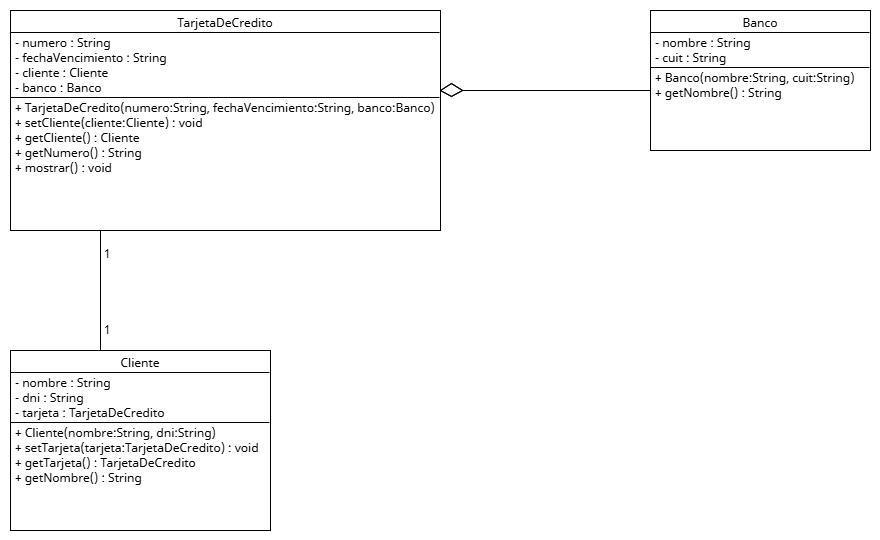 TarjetaDeCredito
- numero : String
- fechaVencimiento : String
- cliente : Cliente
- banco : Banco
+ TarjetaDeCredito(numero:String, fechaVencimiento:String, banco:Banco)
+ setCliente(cliente:Cliente) : void
+ getCliente() : Cliente
+ getNumero() : String
+ mostrar() : void
Banco
- nombre : String
- cuit : String
+ Banco(nombre:String, cuit:String)
+ getNombre() : String
1
1
Cliente
- nombre : String
- dni : String
- tarjeta : TarjetaDeCredito
+ Cliente(nombre:String, dni:String)
+ setTarjeta(tarjeta:TarjetaDeCredito) : void
+ getTarjeta() : TarjetaDeCredito
+ getNombre() : String